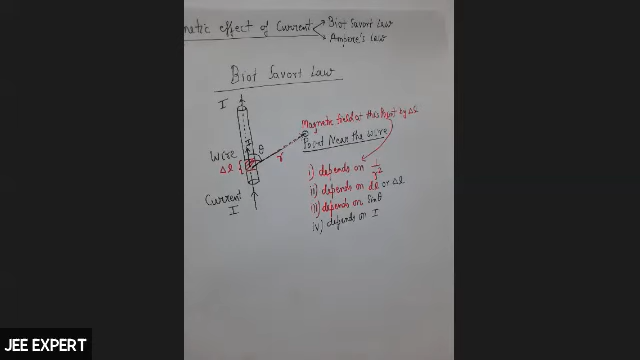 netic effect of Current
Biot Savort Law
Ampere's Law
Biot Savort Law
I
Magnetic field at this point by Δl
Point Near the wire
I
θ
r
Wire
Δl
i) depends on 1/r²
ii) depends on dl or Δl
iii) depends on sinθ
iv) depends on I
Current
I
JEE EXPERT